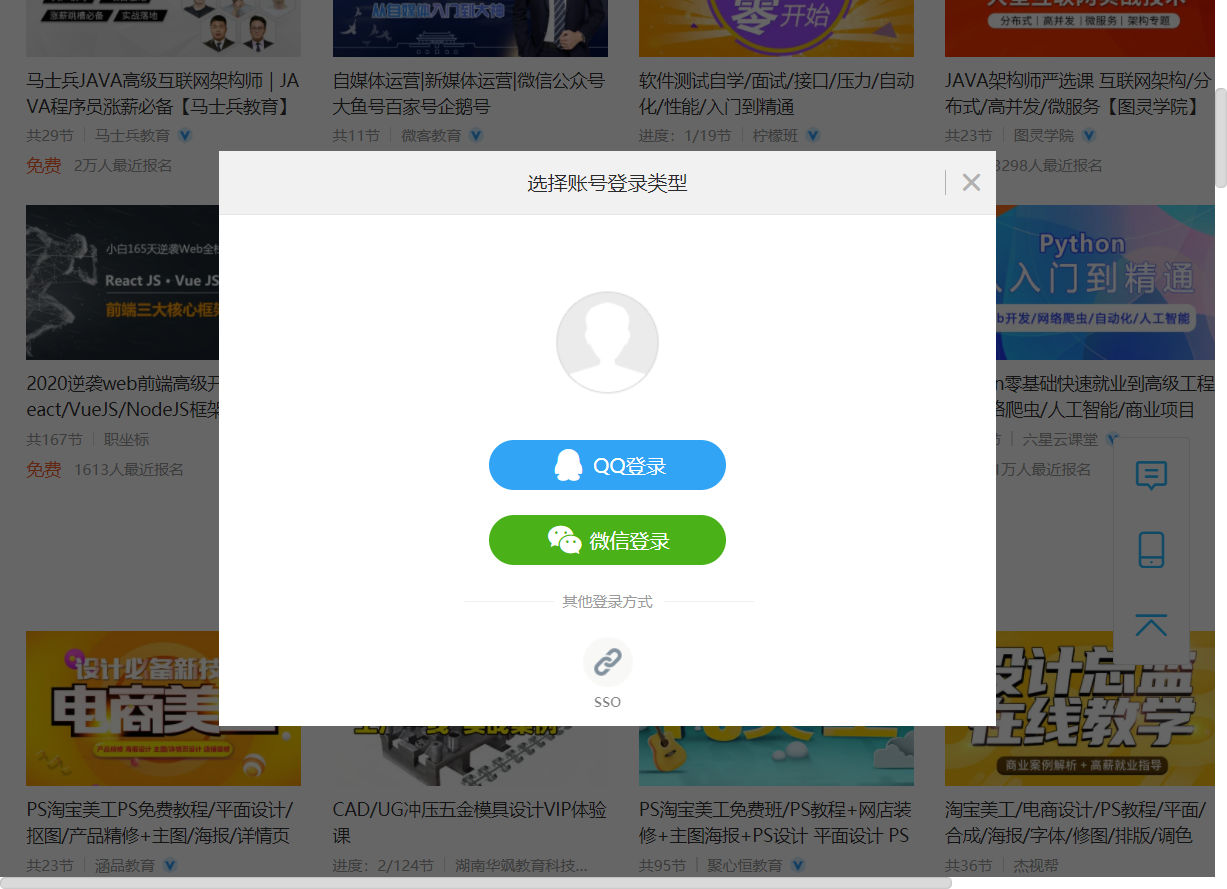 涨薪跳槽必备 / 实战落地
从自媒体入门到大神
零开始
分布式 | 高并发 | 微服务 | 架构专题
马士兵JAVA高级互联网架构师｜JA
VA程序员涨薪必备【马士兵教育】
共29节 马士兵教育
免费 2万人最近报名
自媒体运营|新媒体运营|微信公众号
大鱼号百家号企鹅号
共11节 微客教育
软件测试自学/面试/接口/压力/自动
化/性能/入门到精通
进度：1/19节 柠檬班
JAVA架构师严选课 互联网架构/分
布式/高并发/微服务【图灵学院】
共23节 图灵学院
3298人最近报名
选择账号登录类型
QQ登录
微信登录
其他登录方式
SSO
小白165天逆袭Web全
React JS・Vue JS
前端三大核心框
2020逆袭web前端高级开
eact/VueJS/NodeJS框架
共167节 职坐标
免费 1613人最近报名
Python
入门到精通
b开发/网络爬虫/自动化/人工智能
n零基础快速就业到高级工程
络爬虫/人工智能/商业项目
节 六星云课堂
1万人最近报名
设计必备新技
电商美
PS淘宝美工PS免费教程/平面设计/
抠图/产品精修+主图/海报/详情页
共23节 涵品教育
CAD/UG冲压五金模具设计VIP体验
课
进度：2/124节 湖南华飒教育科技...
PS淘宝美工免费班/PS教程+网店装
修+主图海报+PS设计 平面设计 PS
共95节 聚心恒教育
设计总监
在线教学
商业案例解析 + 高薪就业指导
淘宝美工/电商设计/PS教程/平面/
合成/海报/字体/修图/排版/调色
共36节 杰视帮